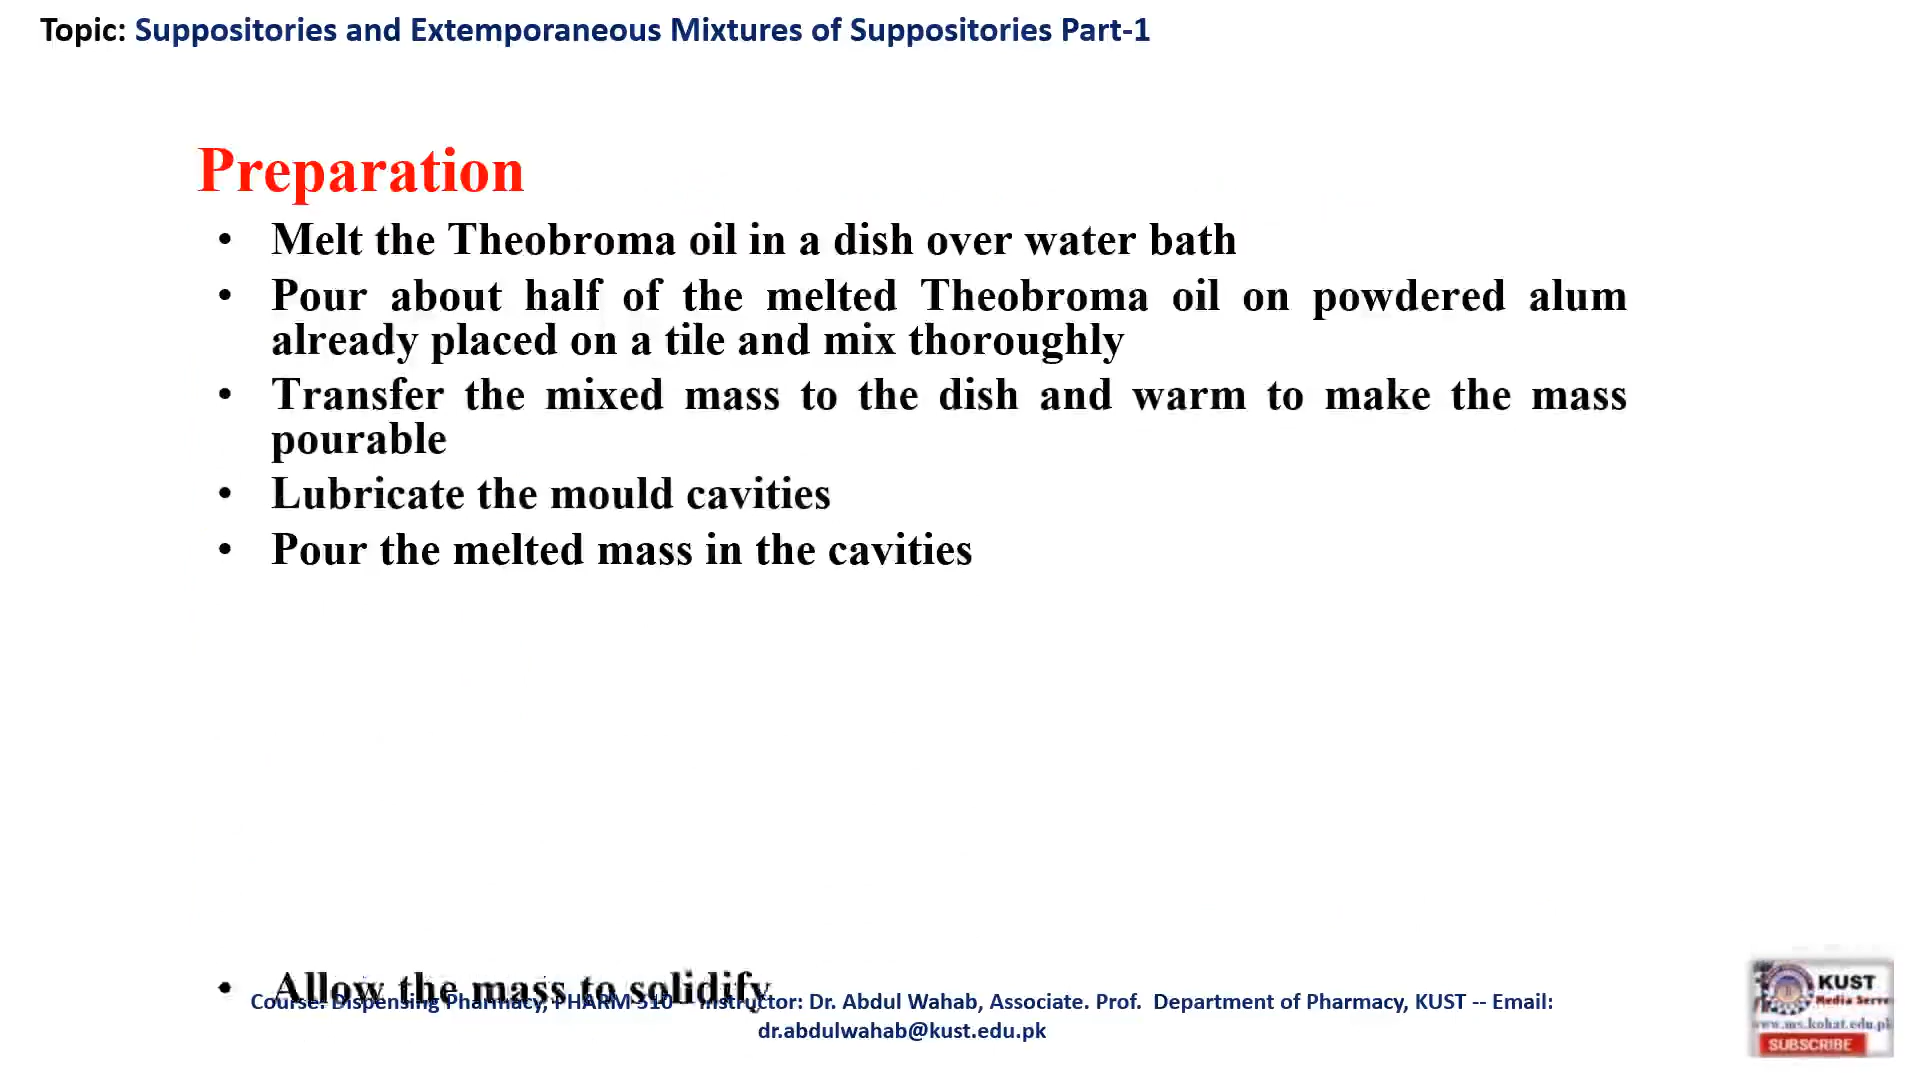 Topic: Suppositories and Extemporaneous Mixtures of Suppositories Part-1
Preparation
• Melt the Theobroma oil in a dish over water bath
• Pour about half of the melted Theobroma oil on powdered alum
already placed on a tile and mix thoroughly
• Transfer the mixed mass to the dish and warm to make the mass
pourable
• Lubricate the mould cavities
• Pour the melted mass in the cavities
• Allow the mass to solidify
Course: Dispensing Pharmacy, PHARM-510 -- Instructor: Dr. Abdul Wahab, Associate. Prof. Department of Pharmacy, KUST -- Email:
dr.abdulwahab@kust.edu.pk
KUST
Media Serve
www.ms.kohat.edu.pk
SUBSCRIBE